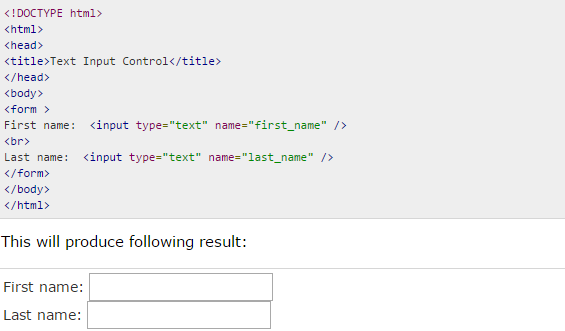 <!DOCTYPE html>
<html>
<head>
<title>Text Input Control</title>
</head>
<body>
<form >
First name:  <input type="text" name="first_name" />
<br>
Last name:  <input type="text" name="last_name" />
</form>
</body>
</html>
This will produce following result:
First name:
Last name: